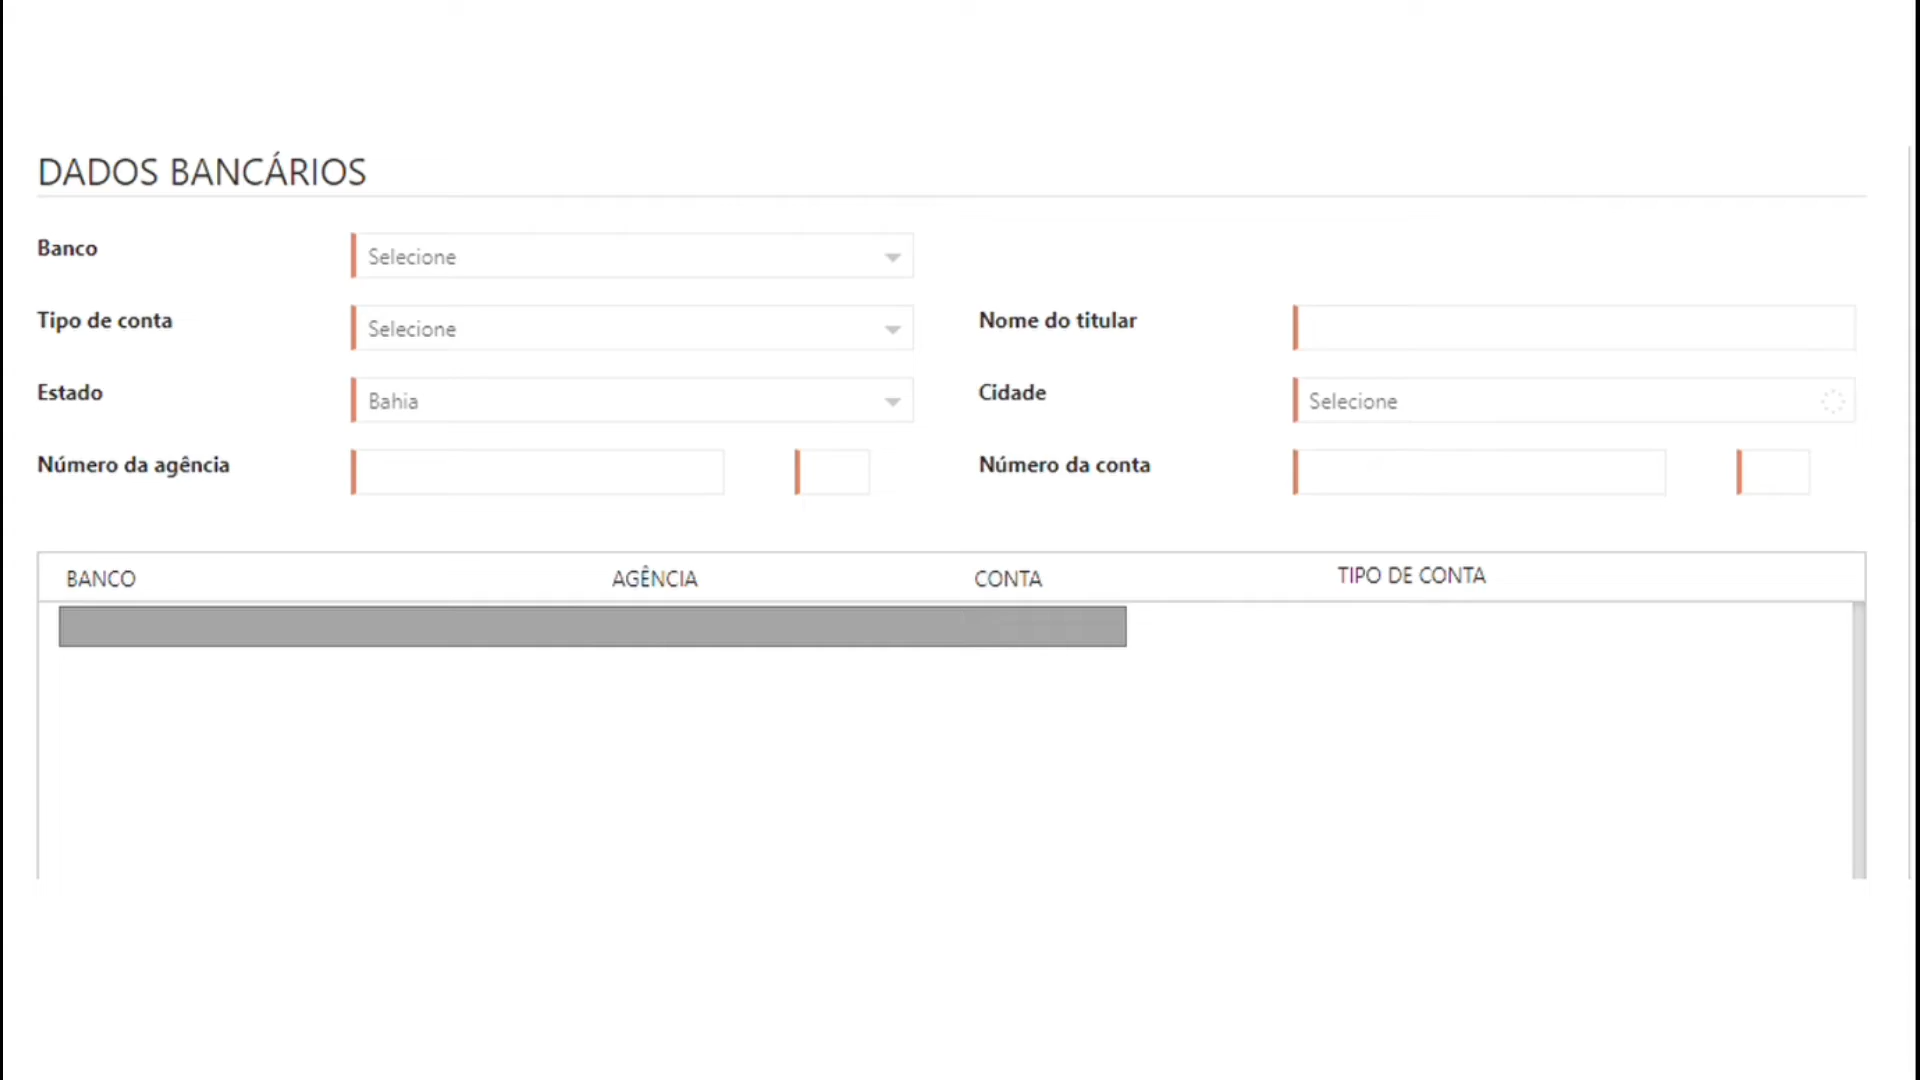 DADOS BANCÁRIOS
Banco
Selecione
Tipo de conta
Selecione
Nome do titular
Estado
Bahia
Cidade
Selecione
Número da agência
Número da conta
BANCO AGÊNCIA CONTA TIPO DE CONTA